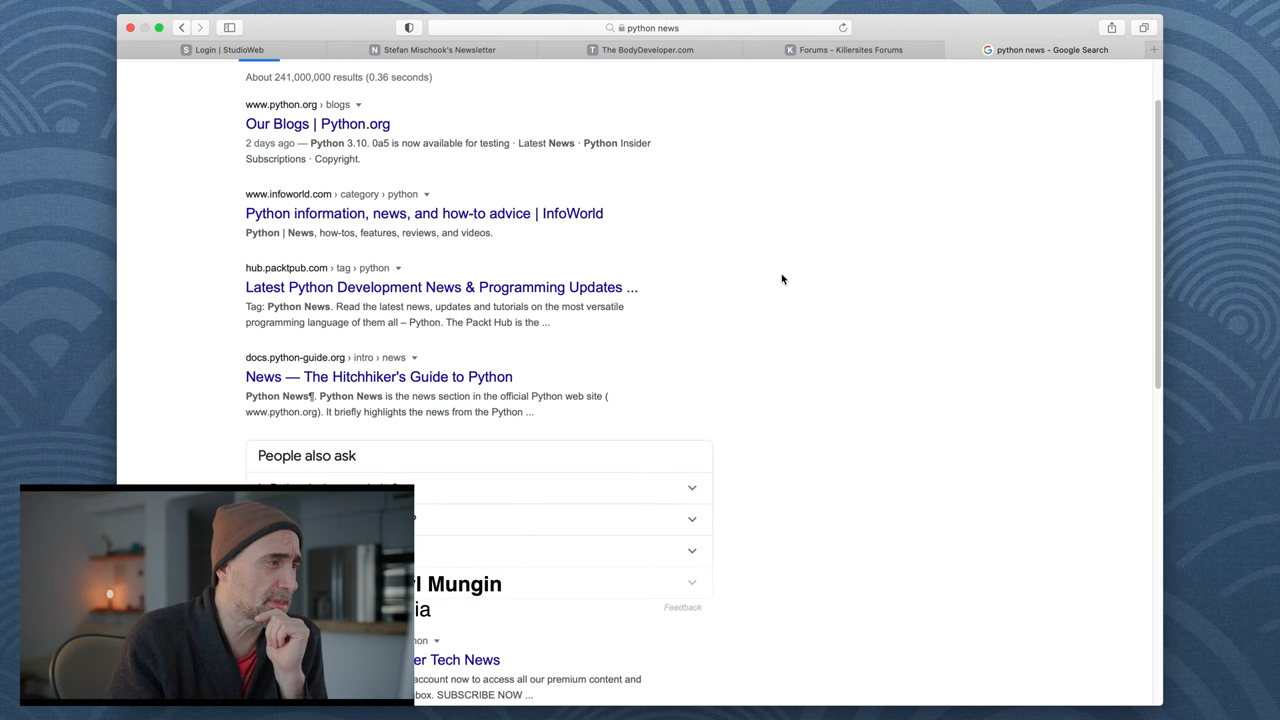 python news
Login | StudioWeb
Stefan Mischook's Newsletter
The BodyDeveloper.com
Forums - Killersites Forums
python news - Google Search
About 241,000,000 results (0.36 seconds)
www.python.org › blogs
Our Blogs | Python.org
2 days ago — Python 3.10. 0a5 is now available for testing · Latest News · Python Insider
Subscriptions · Copyright.
www.infoworld.com › category › python
Python information, news, and how-to advice | InfoWorld
Python | News, how-tos, features, reviews, and videos.
hub.packtpub.com › tag › python
Latest Python Development News & Programming Updates ...
Tag: Python News. Read the latest news, updates and tutorials on the most versatile
programming language of them all – Python. The Packt Hub is the ...
docs.python-guide.org › intro › news
News — The Hitchhiker's Guide to Python
Python News¶. Python News is the news section in the official Python web site (
www.python.org). It briefly highlights the news from the Python ...
People also ask
l Mungin
ia
Feedback
hon
er Tech News
account now to access all our premium content and
nbox. SUBSCRIBE NOW ...